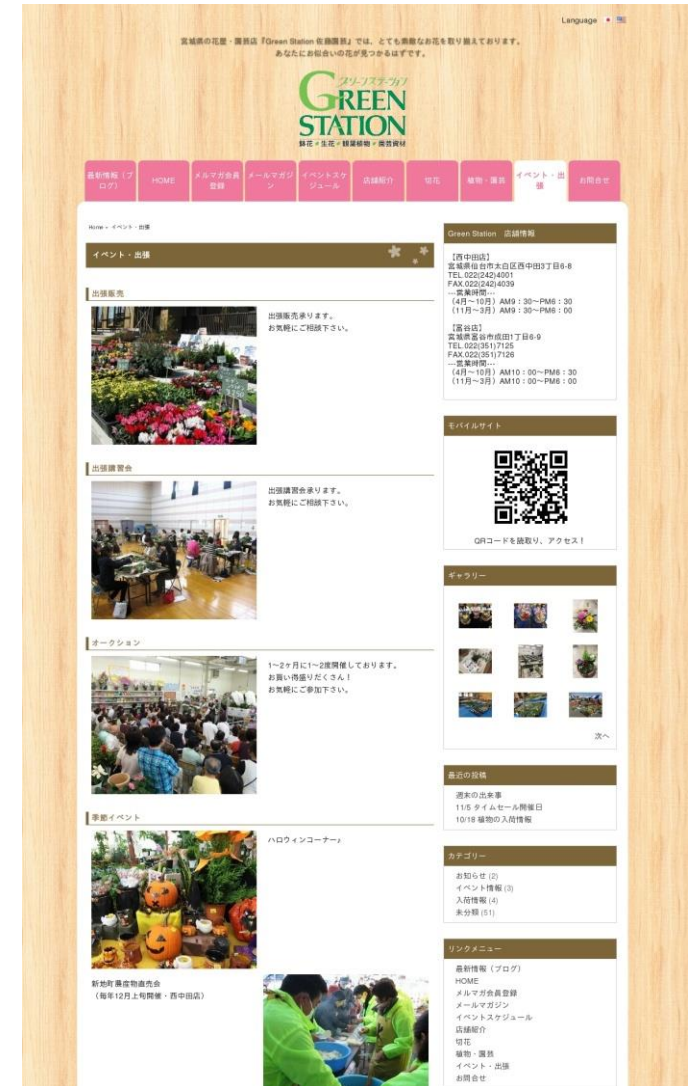 Language
宮城県の花屋・園芸店『Green Station 佐藤園芸』では、とても素敵なお花を取り揃えております。
あなたにお似合いの花が見つかるはずです。
グリーンステーション
GREEN
STATION
鉢花・生花・観葉植物・園芸資材
最新情報(ブログ)
HOME
メルマガ会員登録
メールマガジン
イベントスケジュール
店舗紹介
切花
植物・園芸
イベント・出張
お問合せ
Home » イベント・出張
イベント・出張
出張販売
出張販売承ります。
お気軽にご相談下さい。
出張講習会
出張講習会承ります。
お気軽にご相談下さい。
オークション
1~2ヶ月に1~2度開催しております。
お買い得盛りだくさん!
お気軽にご参加下さい。
季節イベント
ハロウィンコーナー♪
新地町農産物直売会
(毎年12月上旬開催・西中田店)
Green Station 店舗情報
【西中田店】
宮城県仙台市太白区西中田3丁目6-8
TEL.022(242)4001
FAX.022(242)4039
---営業時間---
(4月~10月)AM9:30~PM6:30
(11月~3月)AM9:30~PM6:00
【富谷店】
宮城県富谷市成田1丁目6-9
TEL.022(351)7125
FAX.022(351)7126
---営業時間---
(4月~10月)AM10:00~PM6:30
(11月~3月)AM10:00~PM6:00
モバイルサイト
QRコードを読取り、アクセス!
ギャラリー
次へ
最近の投稿
週末の出来事
11/5 タイムセール開催日
10/18 植物の入荷情報
カテゴリー
お知らせ (2)
イベント情報 (3)
入荷情報 (4)
未分類 (51)
リンクメニュー
最新情報(ブログ)
HOME
メルマガ会員登録
メールマガジン
イベントスケジュール
店舗紹介
切花
植物・園芸
イベント・出張
お問合せ